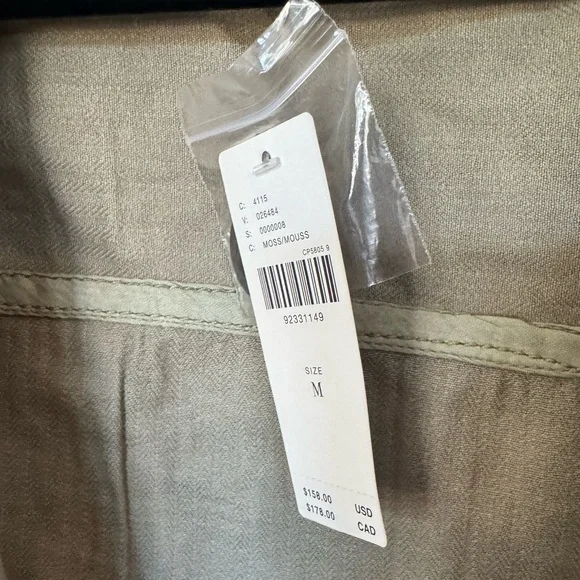 C: 4115
V: 026484
S: 0000008
C: MOSS/MOUSS
CP5805 9
92331149
SIZE
M
$158.00 USD
$178.00 CAD